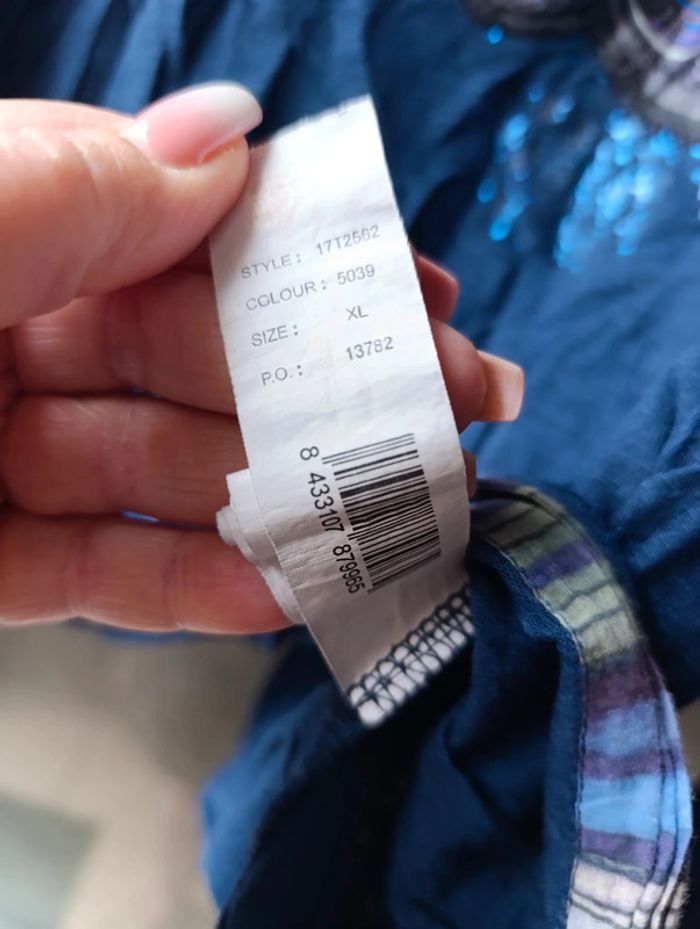 STYLE: 17T2562
COLOUR: 5039
SIZE: XL
P.O.: 13782
8 433107 879965